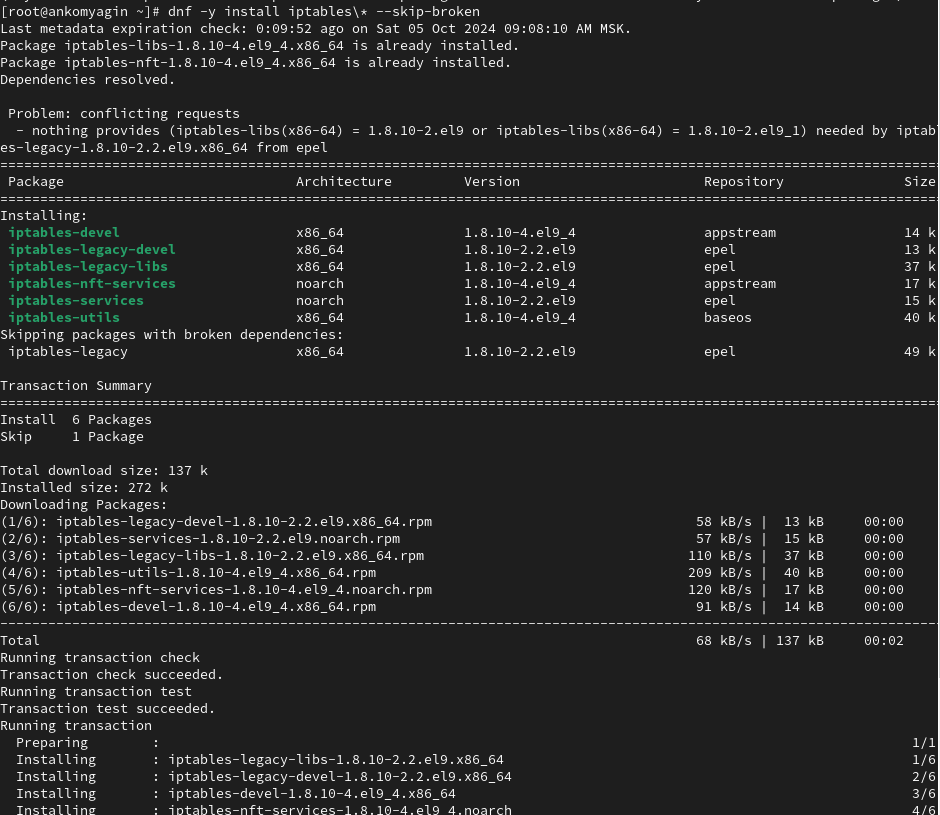 [root@ankomyagin ~]# dnf -y install iptables\* --skip-broken
Last metadata expiration check: 0:09:52 ago on Sat 05 Oct 2024 09:08:10 AM MSK.
Package iptables-libs-1.8.10-4.el9_4.x86_64 is already installed.
Package iptables-nft-1.8.10-4.el9_4.x86_64 is already installed.
Dependencies resolved.

 Problem: conflicting requests
  - nothing provides (iptables-libs(x86-64) = 1.8.10-2.el9 or iptables-libs(x86-64) = 1.8.10-2.el9_1) needed by iptabl
es-legacy-1.8.10-2.2.el9.x86_64 from epel
=====================================================================================================================
 Package                             Architecture         Version                       Repository               Size
=====================================================================================================================
Installing:
 iptables-devel                      x86_64               1.8.10-4.el9_4                appstream                14 k
 iptables-legacy-devel               x86_64               1.8.10-2.2.el9                epel                     13 k
 iptables-legacy-libs                x86_64               1.8.10-2.2.el9                epel                     37 k
 iptables-nft-services               noarch               1.8.10-4.el9_4                appstream                17 k
 iptables-services                   noarch               1.8.10-2.2.el9                epel                     15 k
 iptables-utils                      x86_64               1.8.10-4.el9_4                baseos                   40 k
Skipping packages with broken dependencies:
 iptables-legacy                     x86_64               1.8.10-2.2.el9                epel                     49 k

Transaction Summary
=====================================================================================================================
Install  6 Packages
Skip     1 Package

Total download size: 137 k
Installed size: 272 k
Downloading Packages:
(1/6): iptables-legacy-devel-1.8.10-2.2.el9.x86_64.rpm                                 58 kB/s |  13 kB     00:00
(2/6): iptables-services-1.8.10-2.2.el9.noarch.rpm                                     57 kB/s |  15 kB     00:00
(3/6): iptables-legacy-libs-1.8.10-2.2.el9.x86_64.rpm                                 110 kB/s |  37 kB     00:00
(4/6): iptables-utils-1.8.10-4.el9_4.x86_64.rpm                                       209 kB/s |  40 kB     00:00
(5/6): iptables-nft-services-1.8.10-4.el9_4.noarch.rpm                                120 kB/s |  17 kB     00:00
(6/6): iptables-devel-1.8.10-4.el9_4.x86_64.rpm                                        91 kB/s |  14 kB     00:00
---------------------------------------------------------------------------------------------------------------------
Total                                                                                  68 kB/s | 137 kB     00:02
Running transaction check
Transaction check succeeded.
Running transaction test
Transaction test succeeded.
Running transaction
  Preparing        :                                                                                              1/1
  Installing       : iptables-legacy-libs-1.8.10-2.2.el9.x86_64                                                   1/6
  Installing       : iptables-legacy-devel-1.8.10-2.2.el9.x86_64                                                  2/6
  Installing       : iptables-devel-1.8.10-4.el9_4.x86_64                                                         3/6
  Installing       : iptables-nft-services-1.8.10-4.el9_4.noarch                                                  4/6